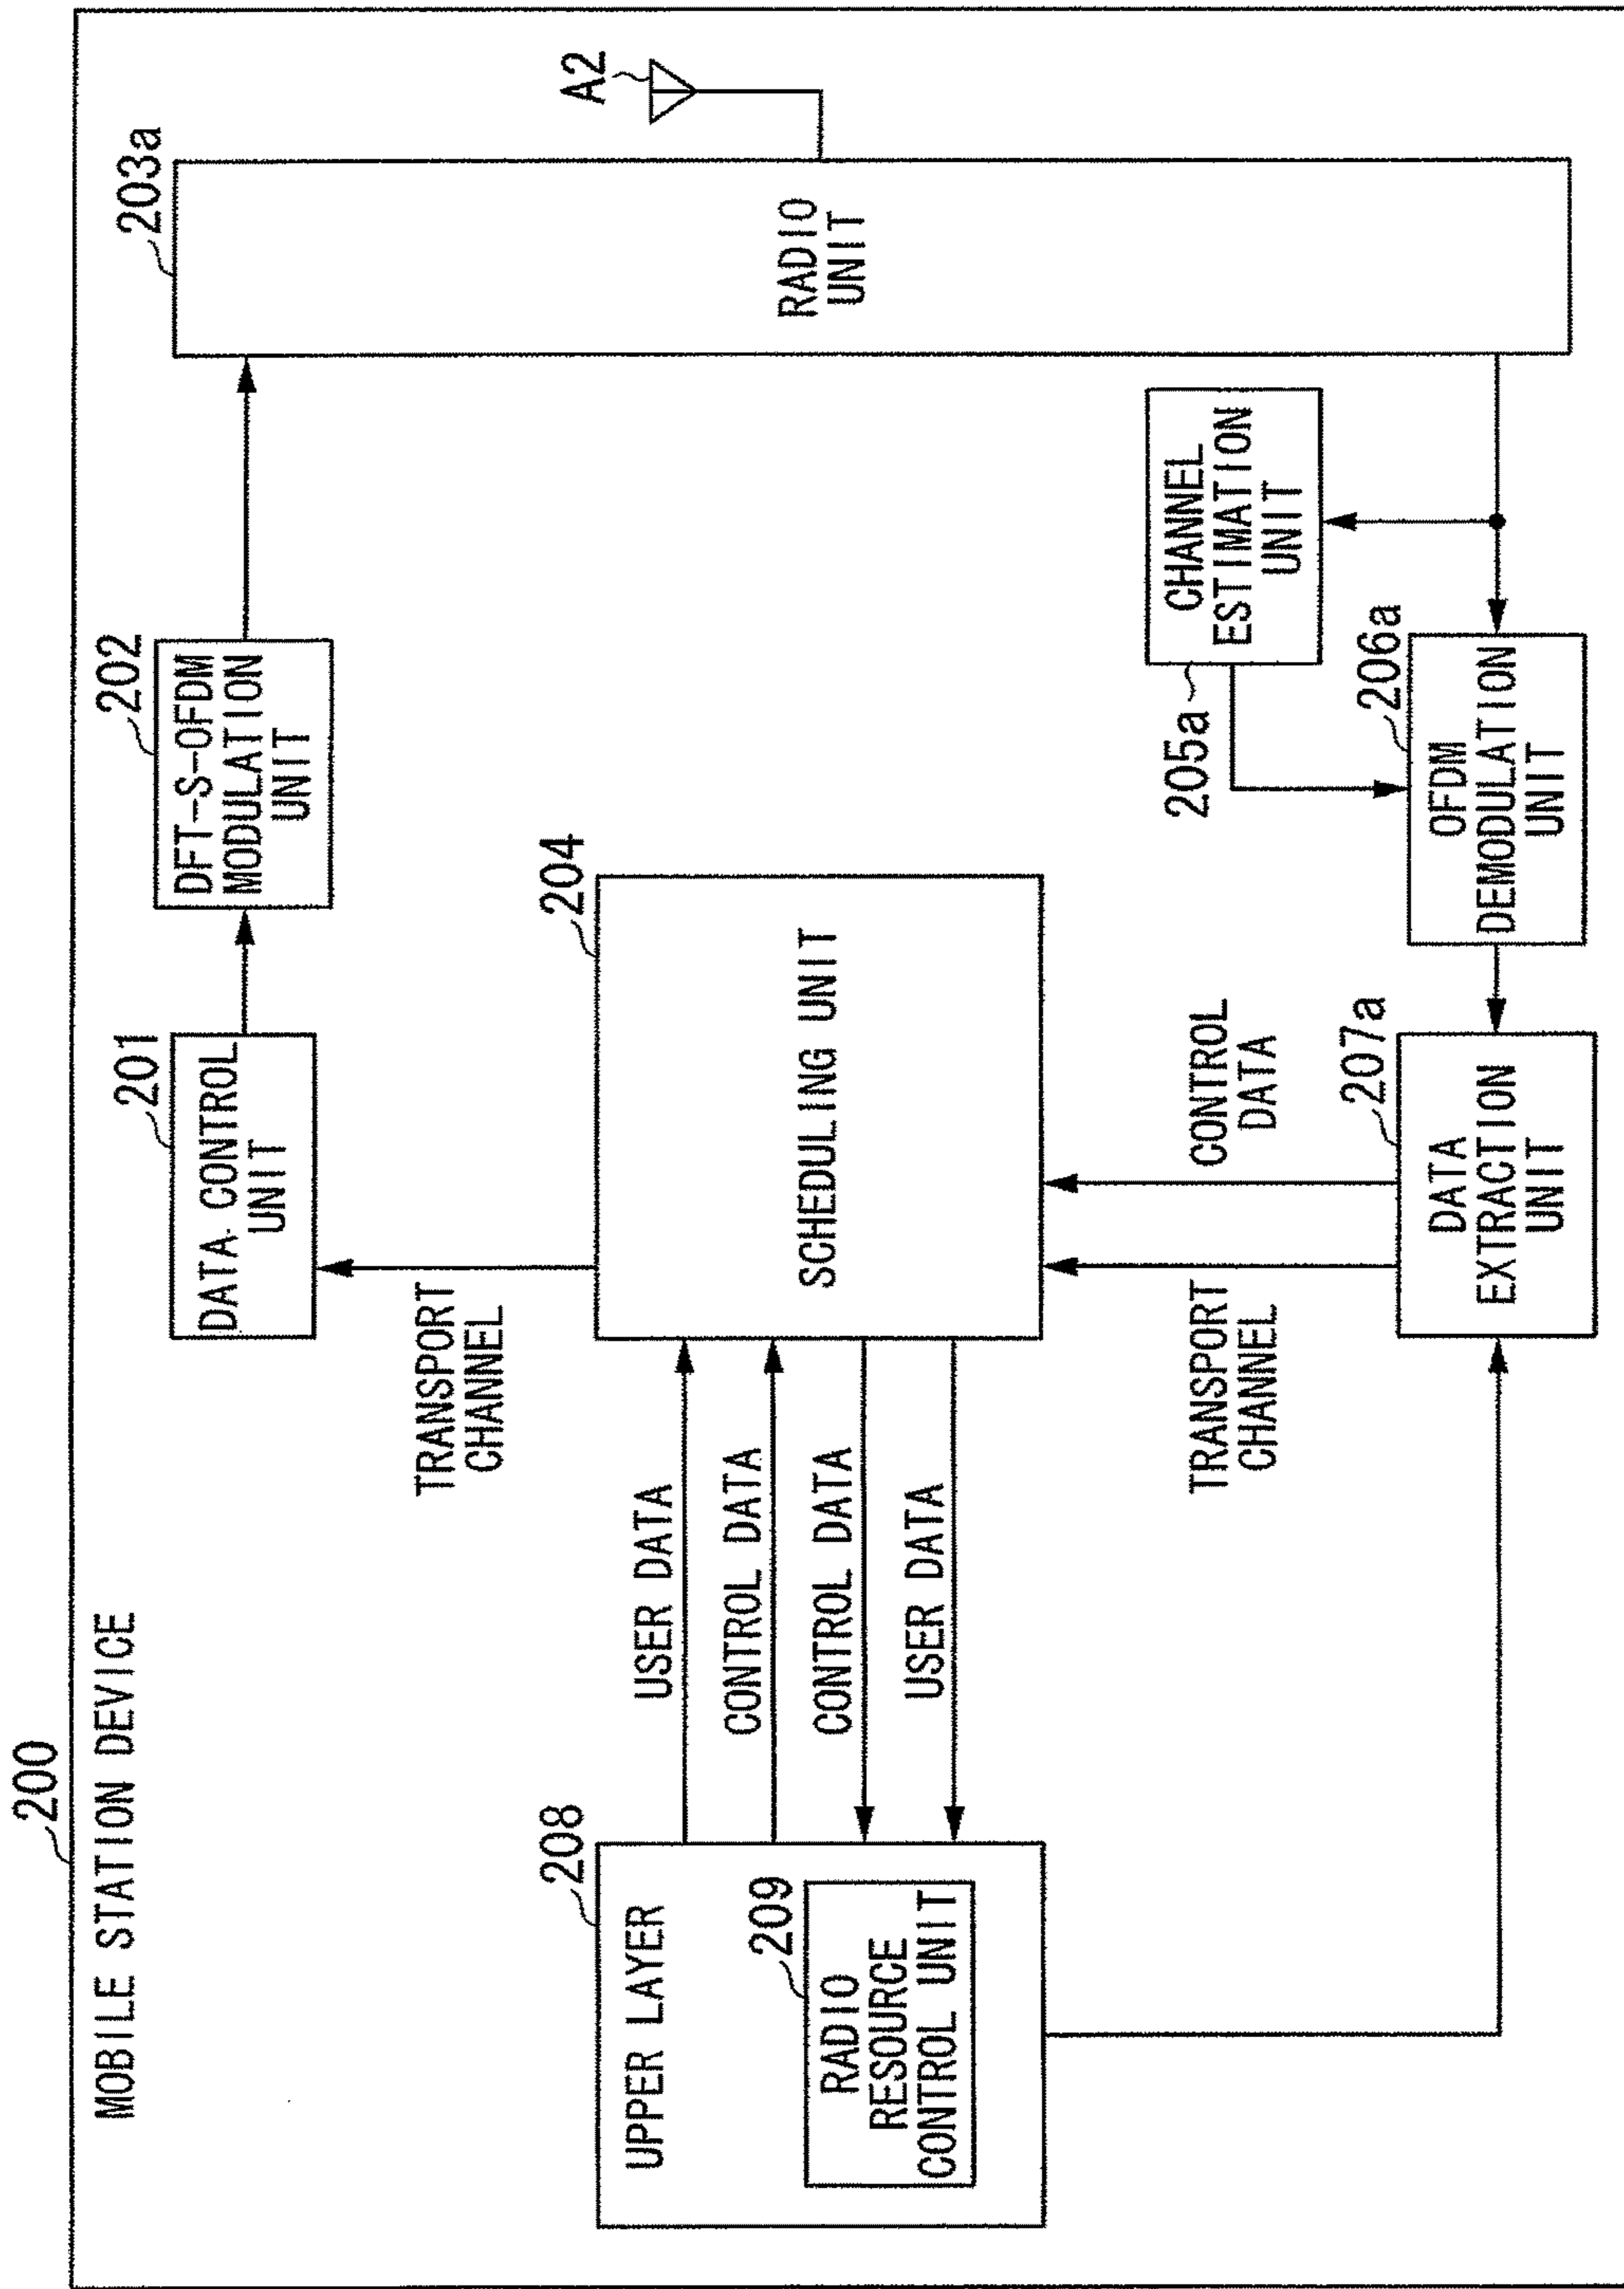 200
MOBILE STATION DEVICE
208
UPPER LAYER
209
RADIO
RESOURCE
CONTROL UNIT
USER DATA
CONTROL DATA
CONTROL DATA
USER DATA
TRANSPORT
CHANNEL
201
DATA CONTROL
UNIT
202
DFT-S-OFDM
MODULATION
UNIT
203a
RADIO
UNIT
A2
204
SCHEDULING UNIT
TRANSPORT
CHANNEL
CONTROL
DATA
207a
DATA
EXTRACTION
UNIT
206a
OFDM
DEMODULATION
UNIT
205a
CHANNEL
ESTIMATION
UNIT